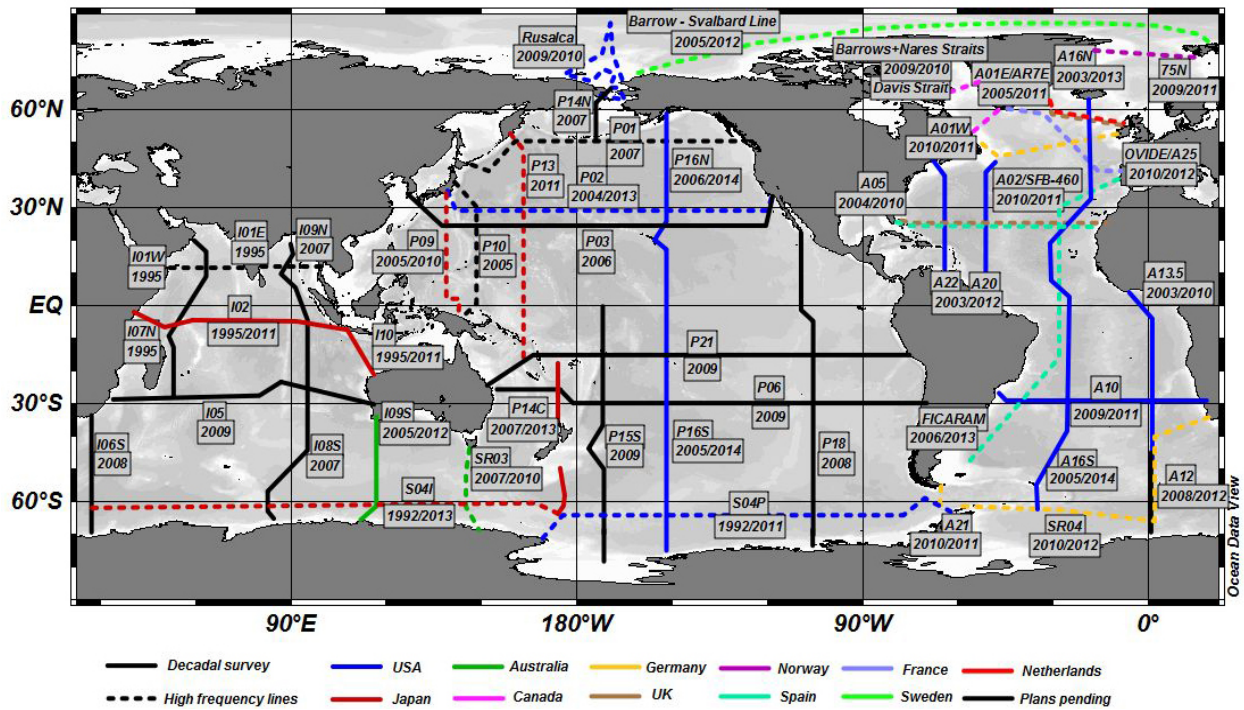 Barrow - Svalbard Line
2005/2012
Rusalca
2009/2010
Barrows+Nares Straits
2009/2010
Davis Strait
A16N
2003/2013
75N
2009/2011
A01E/AR7E
2005/2011
60°N
P14N
2007
P01
2007
A01W
2010/2011
OVIDE/A25
2010/2012
P13
2011
P02
2004/2013
P16N
2006/2014
A05
2004/2010
A02/SFB-460
2010/2011
30°N
I01W
1995
I01E
1995
I09N
2007
P09
2005/2010
P10
2005
P03
2006
A22
A20
2003/2012
A13.5
2003/2010
EQ
I07N
1995
I02
1995/2011
I10
1995/2011
P21
2009
30°S
I05
2009
I09S
2005/2012
P14C
2007/2013
P06
2009
A10
2009/2011
FICARAM
2006/2013
I06S
2008
I08S
2007
SR03
2007/2010
P15S
2009
P16S
2005/2014
P18
2008
A16S
2005/2014
A12
2008/2012
60°S
S04I
1992/2013
S04P
1992/2011
A21
2010/2011
SR04
2010/2012
Ocean Data View
90°E
180°W
90°W
0°
Decadal survey
USA
Australia
Germany
Norway
France
Netherlands
High frequency lines
Japan
Canada
UK
Spain
Sweden
Plans pending